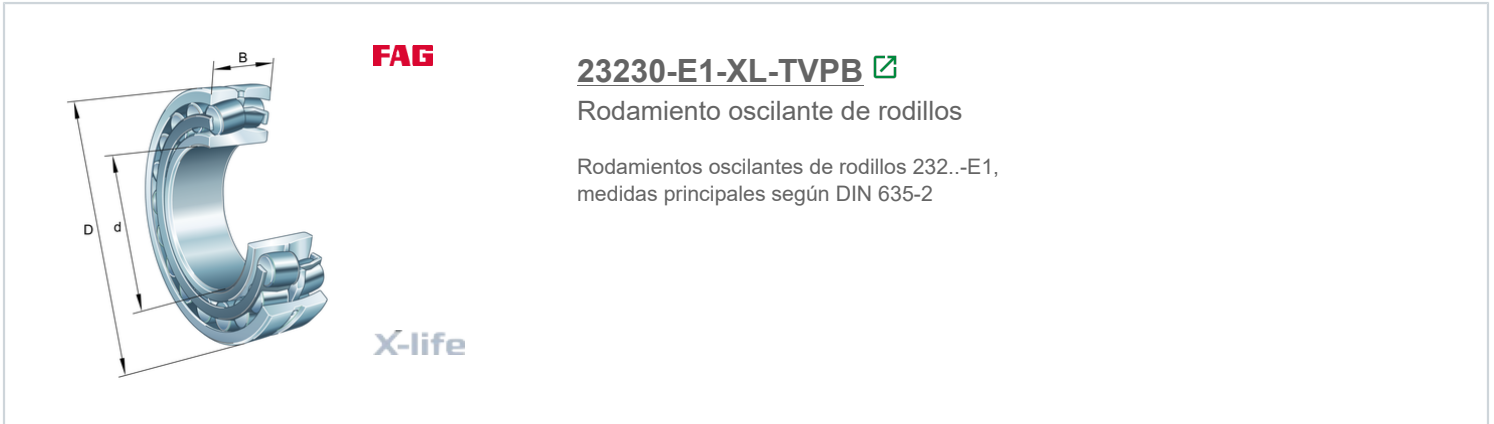 B
FAG
23230-E1-XL-TVPB
Rodamiento oscilante de rodillos
Rodamientos oscilantes de rodillos 232..-E1,
medidas principales según DIN 635-2
D
d
X-life